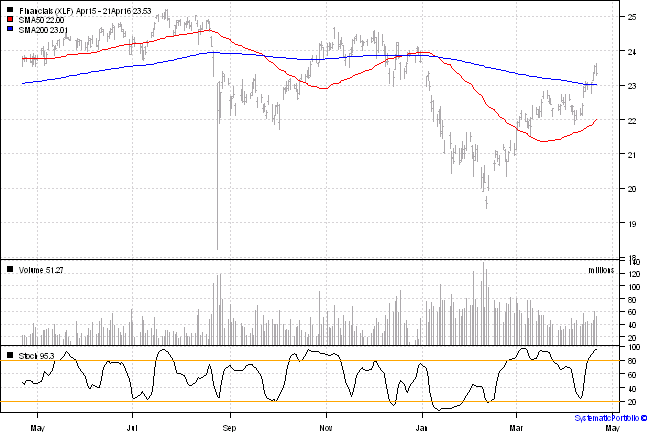 Financials (XLF) Apr15 - 21Apr16 23.53
SMA50 22.00
SMA200 23.01
25
24
23
22
21
20
19
18
Volume 51.27
millions
140
120
100
80
60
40
20
Stoch 95.3
100
80
60
40
20
May Jul Sep Nov Jan Mar May
SystematicPortfolio ©